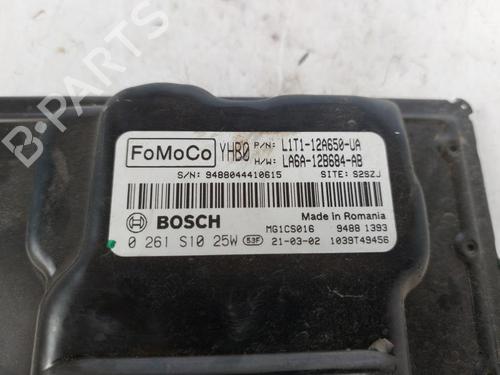 FoMoCo YHB0 P/N: L1T1-12A650-UA
H/W: LA6A-12B684-AB
S/N: 9488044410615 SITE: S2SZJ
BOSCH Made in Romania
MG1CS016 9488 1393
0 261 S10 25W 53F 21-03-02 1039T49456
B-PARTS